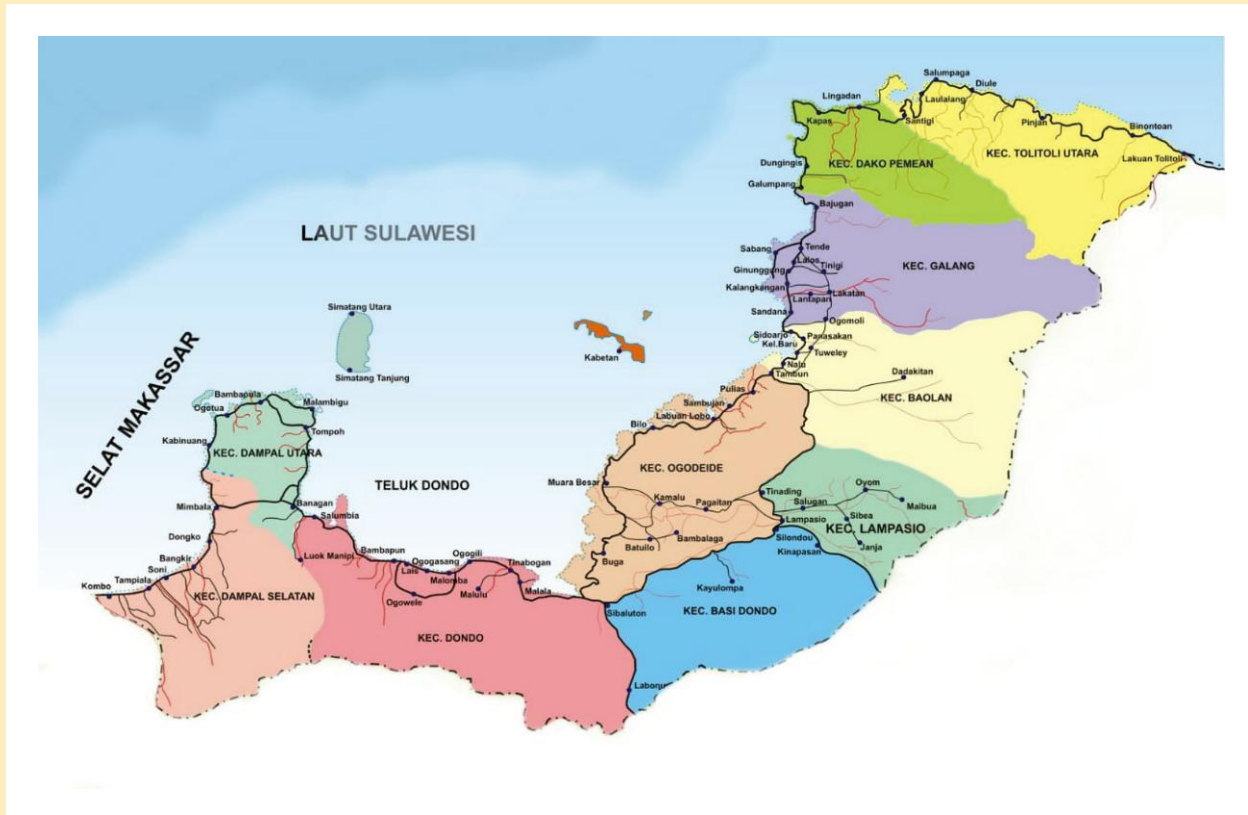 Salumpaga
Diule
Lingadan
Laulalang
Kapas
Santigi
Pinjan
Binontoan
KEC. TOLITOLI UTARA
Lakuan Tolitoli
KEC. DAKO PEMEAN
Dungingis
Galumpang
Bajugan
LAUT SULAWESI
Sabang
Tende
Lalos
Ginunggung
Tinigi
KEC. GALANG
Kalangkangan
Lantapan
Lakatan
Simatang Utara
Sandana
Ogomoli
Sidoarjo
Panasakan
Kel.Baru
Tuweley
Kabetan
Nalu
Simatang Tanjung
Tambun
Dadakitan
SELAT MAKASSAR
Bambapula
Pulias
KEC. BAOLAN
Ogotua
Malambigu
Sambujan
Labuan Lobo
Bilo
Tompoh
Kabinuang
KEC. DAMPAL UTARA
KEC. OGODEIDE
TELUK DONDO
Muara Besar
Oyom
Tinading
Kamalu
Pagaitan
Salugan
Maibua
Mimbala
Banagan
Salumbia
Sibea
Lampasio
KEC. LAMPASIO
Dongko
Silondou
Bambalaga
Batuilo
Janja
Kinapasan
Luok Manipi
Bambapun
Ogogili
Bangkir
Ogogasang
Tinabogan
Buga
Lais
Soni
Malomba
Tampiala
Kombo
Malulu
Malala
Kayulompa
KEC. DAMPAL SELATAN
Ogowele
Sibaluton
KEC. BASI DONDO
KEC. DONDO
Labonu